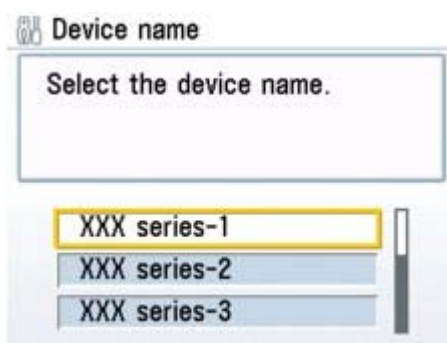 Device name
Select the device name.
XXX series-1
XXX series-2
XXX series-3